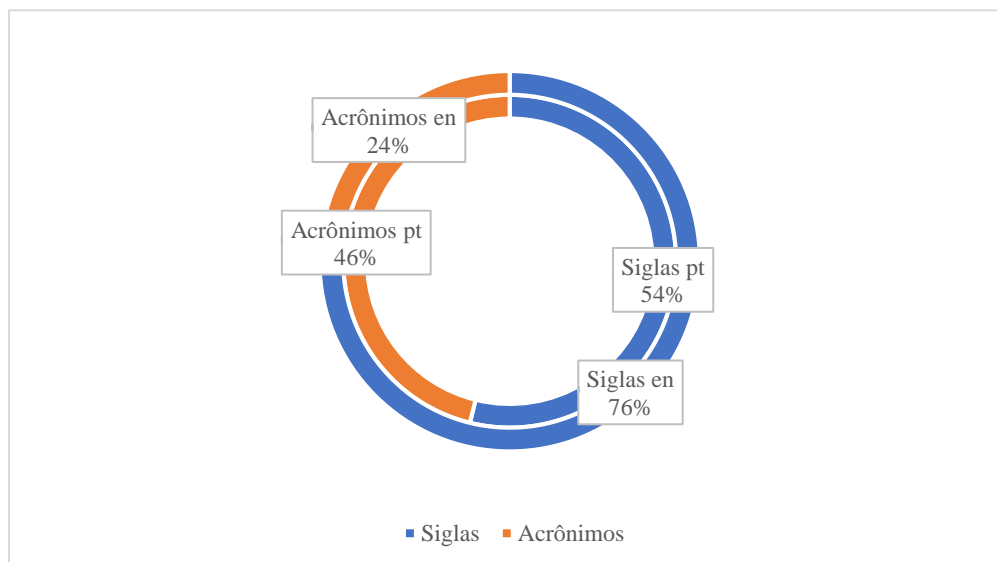 Acrônimos en
24%
Acrônimos pt
46%
Siglas pt
54%
Siglas en
76%
Siglas
Acrônimos